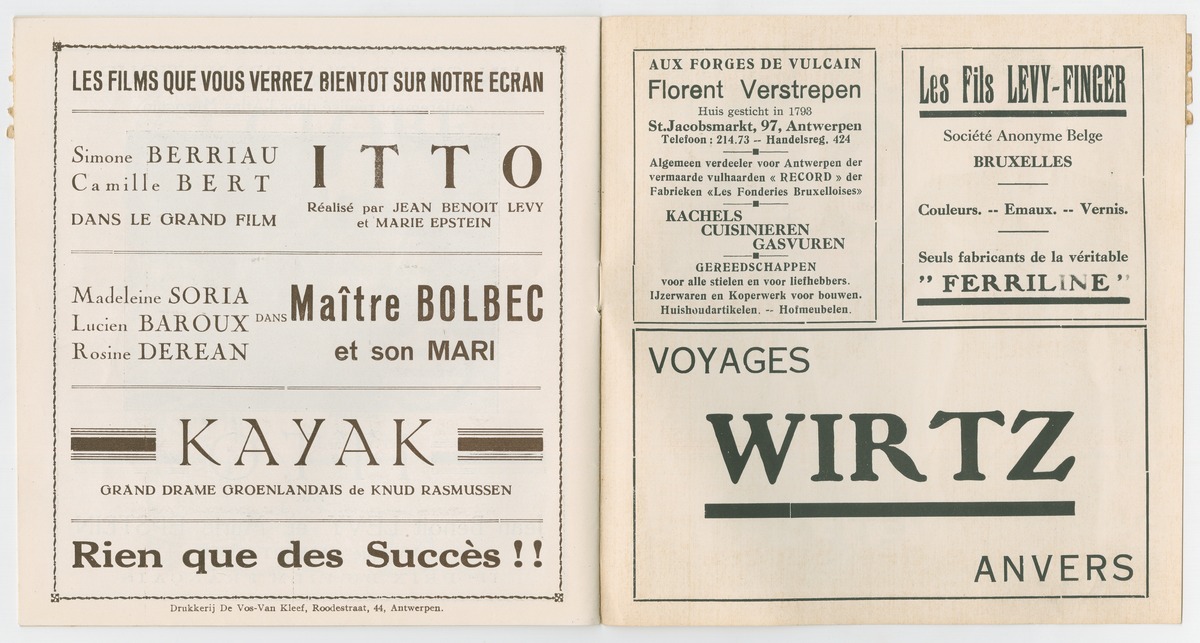 LES FILMS QUE VOUS VERREZ BIENTOT SUR NOTRE ECRAN
Simone BERRIAU
Camille BERT
DANS LE GRAND FILM
ITTO
Réalisé par JEAN BENOIT LEVY
et MARIE EPSTEIN
Madeleine SORIA
Lucien BAROUX
Rosine DEREAN
DANS
Maître BOLBEC
et son MARI
KAYAK
GRAND DRAME GROENLANDAIS de KNUD RASMUSSEN
Rien que des Succès !!
Drukkerij De Vos-Van Kleef, Roodestraat, 44, Antwerpen.
AUX FORGES DE VULCAIN
Florent Verstrepen
Huis gesticht in 1798
St.Jacobsmarkt, 97, Antwerpen
Telefoon : 214.73 -- Handelsreg. 424
Algemeen verdeeler voor Antwerpen der
vermaarde vulhaarden « RECORD » der
Fabrieken «Les Fonderies Bruxelloises»
KACHELS
CUISINIEREN
GASVUREN
GEREEDSCHAPPEN
voor alle stielen en voor liefhebbers.
IJzerwaren en Koperwerk voor bouwen.
Huishoudartikelen. -- Hofmeubelen.
Les Fils LEVY-FINGER
Société Anonyme Belge
BRUXELLES
Couleurs. -- Emaux. -- Vernis.
Seuls fabricants de la véritable
" FERRILINE "
VOYAGES
WIRTZ
ANVERS